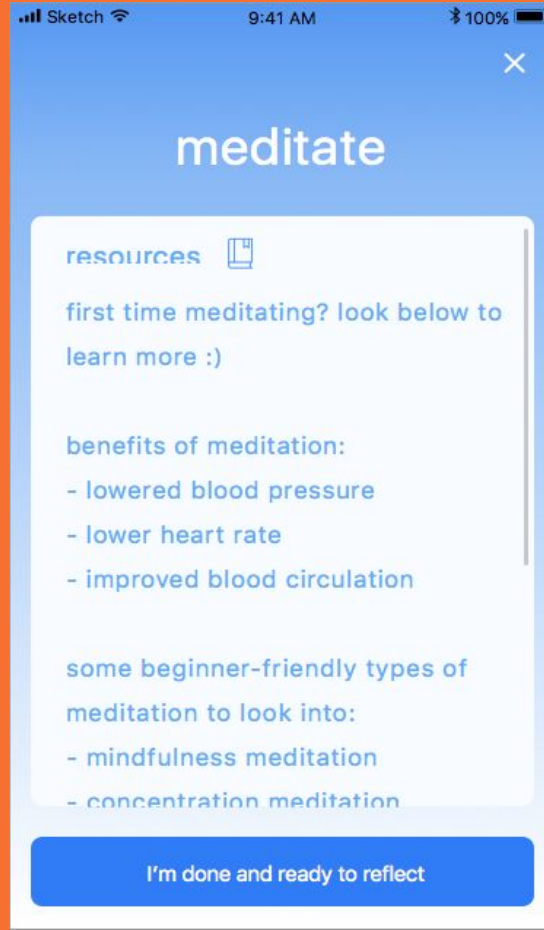 Sketch 9:41 AM 100%
meditate
resources
first time meditating? look below to
learn more :)
benefits of meditation:
- lowered blood pressure
- lower heart rate
- improved blood circulation
some beginner-friendly types of
meditation to look into:
- mindfulness meditation
- concentration meditation
I'm done and ready to reflect